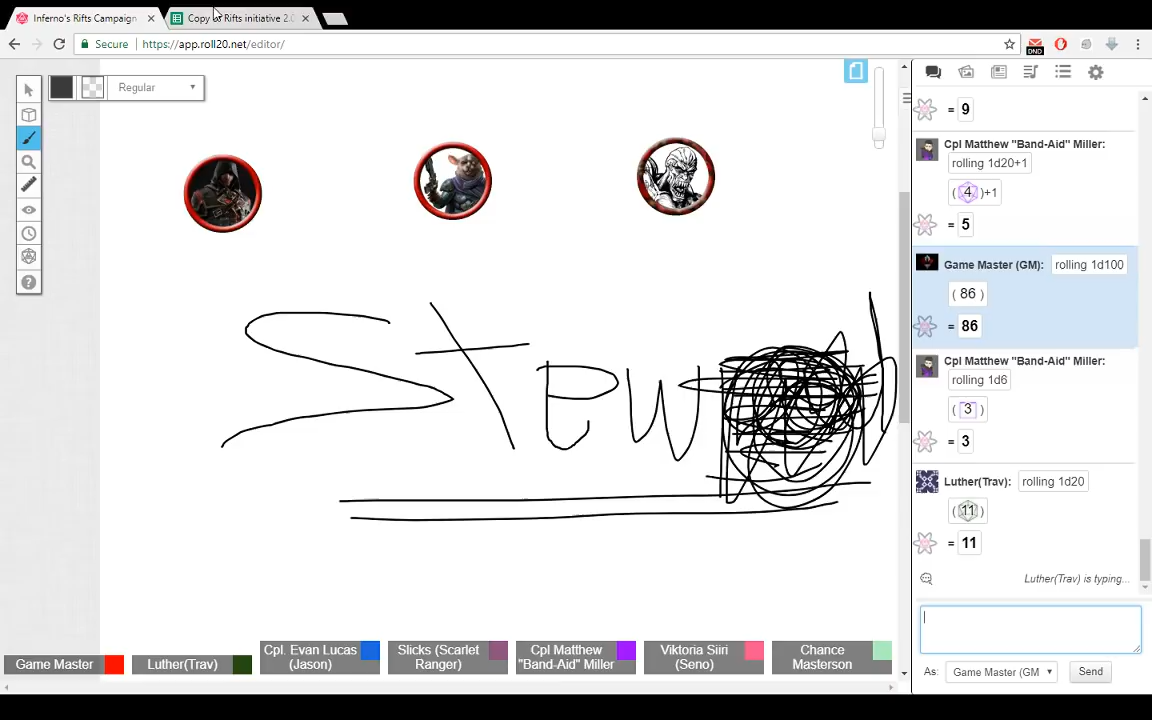 Inferno's Rifts Campaign
Copy of Rifts initiative 2.0
Secure
https://app.roll20.net/editor/
DND
Regular
Stew
= 9
Cpl Matthew "Band-Aid" Miller:
rolling 1d20+1
( 4 )+1
= 5
Game Master (GM):
rolling 1d100
( 86 )
= 86
Cpl Matthew "Band-Aid" Miller:
rolling 1d6
( 3 )
= 3
Luther(Trav):
rolling 1d20
( 11 )
= 11
Luther(Trav) is typing...
As:
Game Master (GM
Send
Game Master
Luther(Trav)
Cpl. Evan Lucas
(Jason)
Slicks (Scarlet
Ranger)
Cpl Matthew
"Band-Aid" Miller
Viktoria Siiri
(Seno)
Chance
Masterson